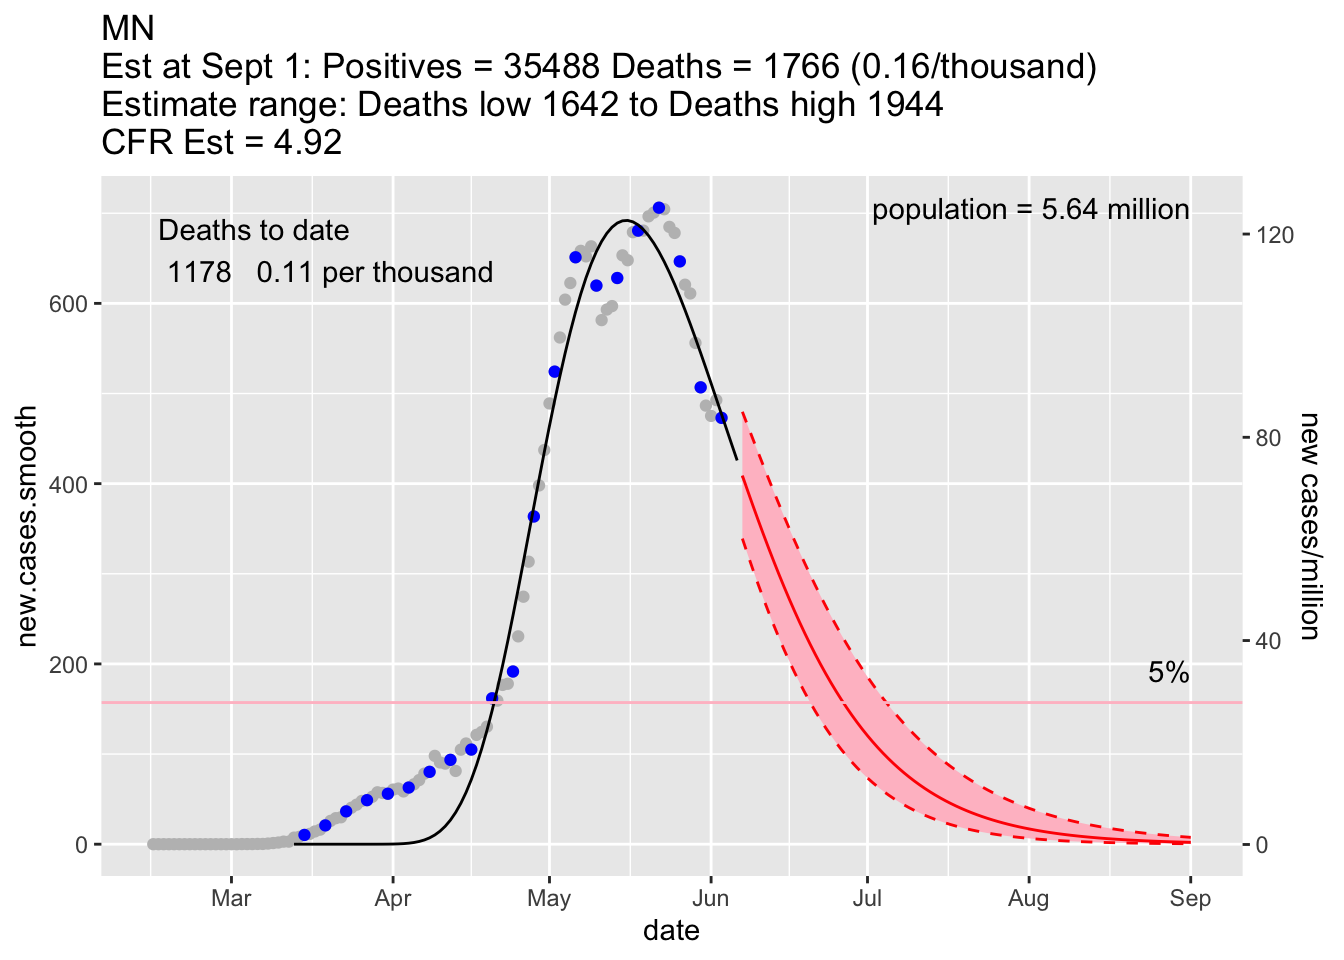 MN
Est at Sept 1: Positives = 35488 Deaths = 1766 (0.16/thousand)
Estimate range: Deaths low 1642 to Deaths high 1944
CFR Est = 4.92
Deaths to date
1178 0.11 per thousand
population = 5.64 million
5%
new.cases.smooth
600
400
200
0
120
80
40
0
new cases/million
Mar Apr May Jun Jul Aug Sep
date